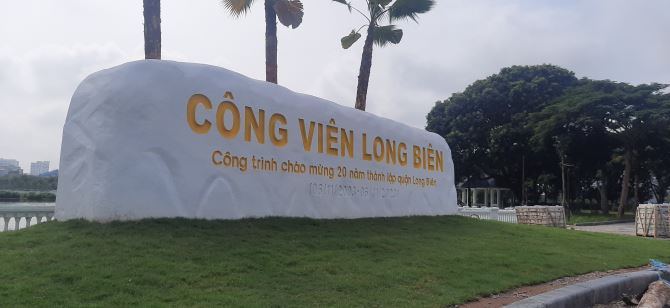 CÔNG VIÊN LONG BIÊN
Công trình chào mừng 20 năm thành lập quận Long Biên